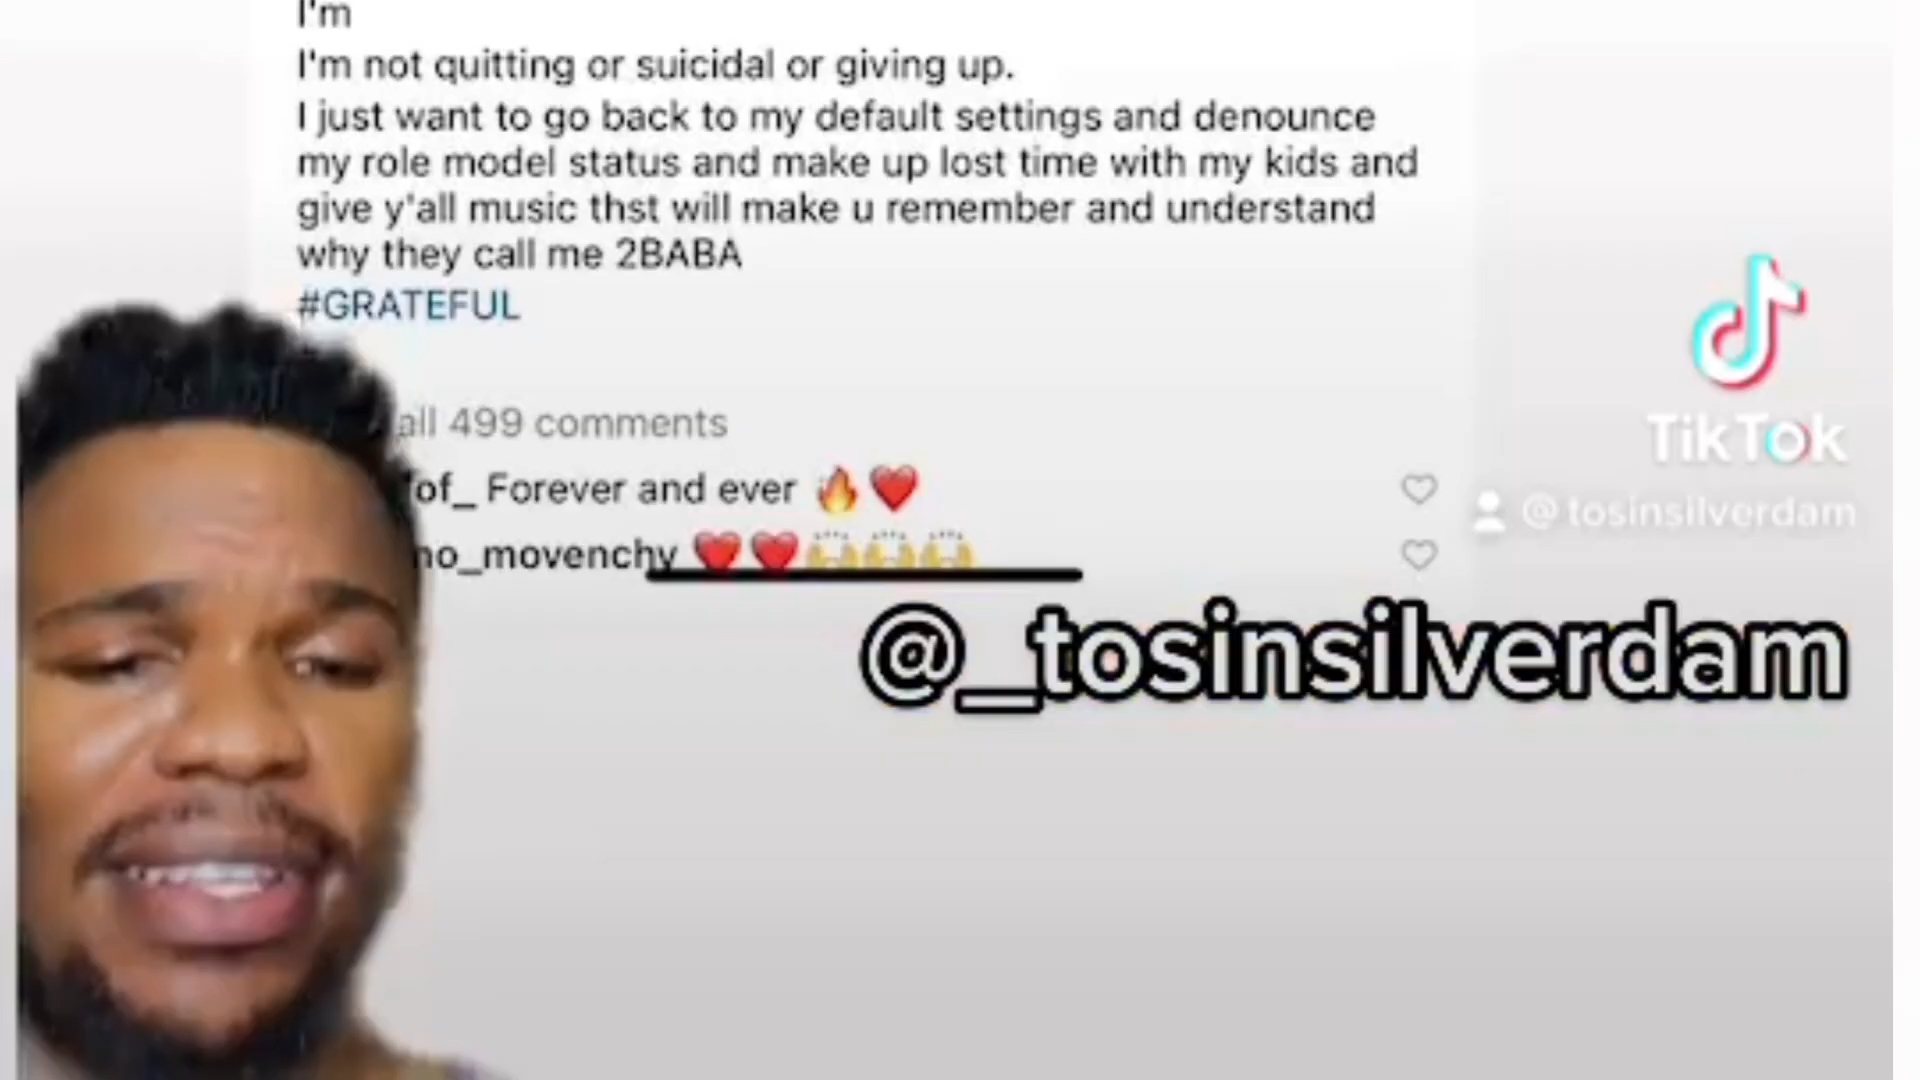 I'm
I'm not quitting or suicidal or giving up.
I just want to go back to my default settings and denounce
my role model status and make up lost time with my kids and
give y'all music thst will make u remember and understand
why they call me 2BABA
#GRATEFUL
all 499 comments
of_ Forever and ever 🔥❤️
no_movenchy ❤️❤️🙌🙌🙌
TikTok
@tosinsilverdam
@_tosinsilverdam